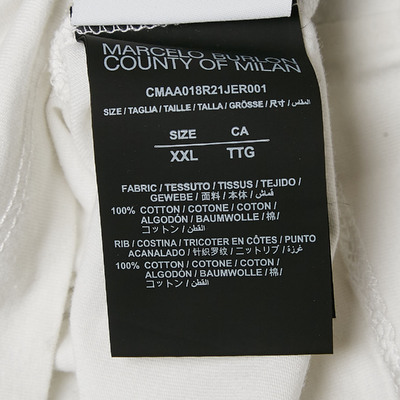 MARCELO BURLON
COUNTY OF MILAN
CMAA018R21JER001
SIZE / TAGLIA / TAILLE / TALLA / GRÖSSE / 尺寸 / المقاس
SIZE CA
XXL TTG
FABRIC / TESSUTO / TISSUS / TEJIDO /
GEWEBE / 面料 / 本体 / قماش
100% COTTON / COTONE / COTON /
ALGODÓN / BAUMWOLLE / 棉/
コットン / القطن
RIB / COSTINA / TRICOTER EN CÔTES / PUNTO
ACANALADO / 针织罗纹 / ニットリブ /
100% COTTON / COTONE / COTON /
ALGODÓN / BAUMWOLLE / 棉/
コットン / القطن